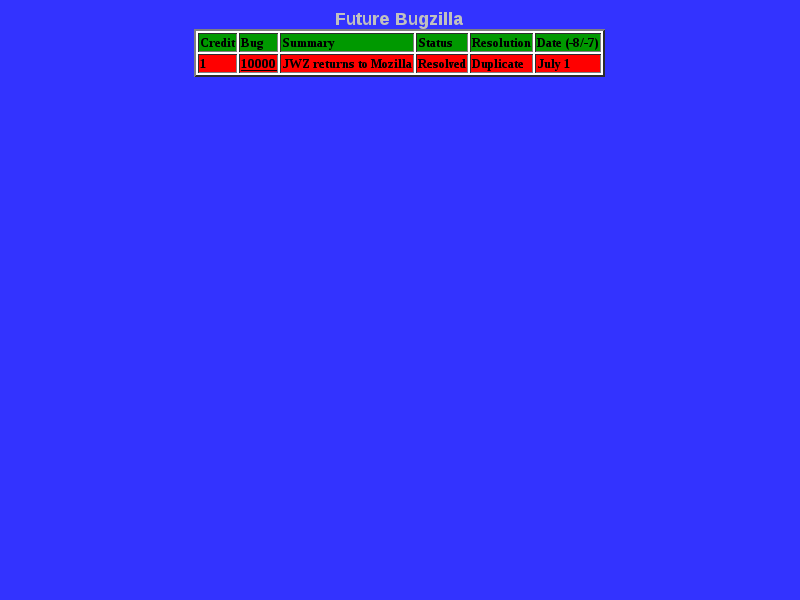 Future Bugzilla
Credit Bug Summary Status Resolution Date (-8/-7)
1 10000 JWZ returns to Mozilla Resolved Duplicate July 1